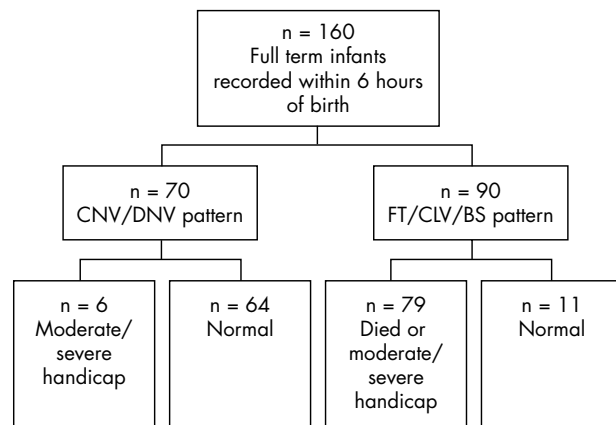 n = 160
Full term infants
recorded within 6 hours
of birth
n = 70
CNV/DNV pattern
n = 90
FT/CLV/BS pattern
n = 6
Moderate/
severe
handicap
n = 64
Normal
n = 79
Died or
moderate/
severe
handicap
n = 11
Normal